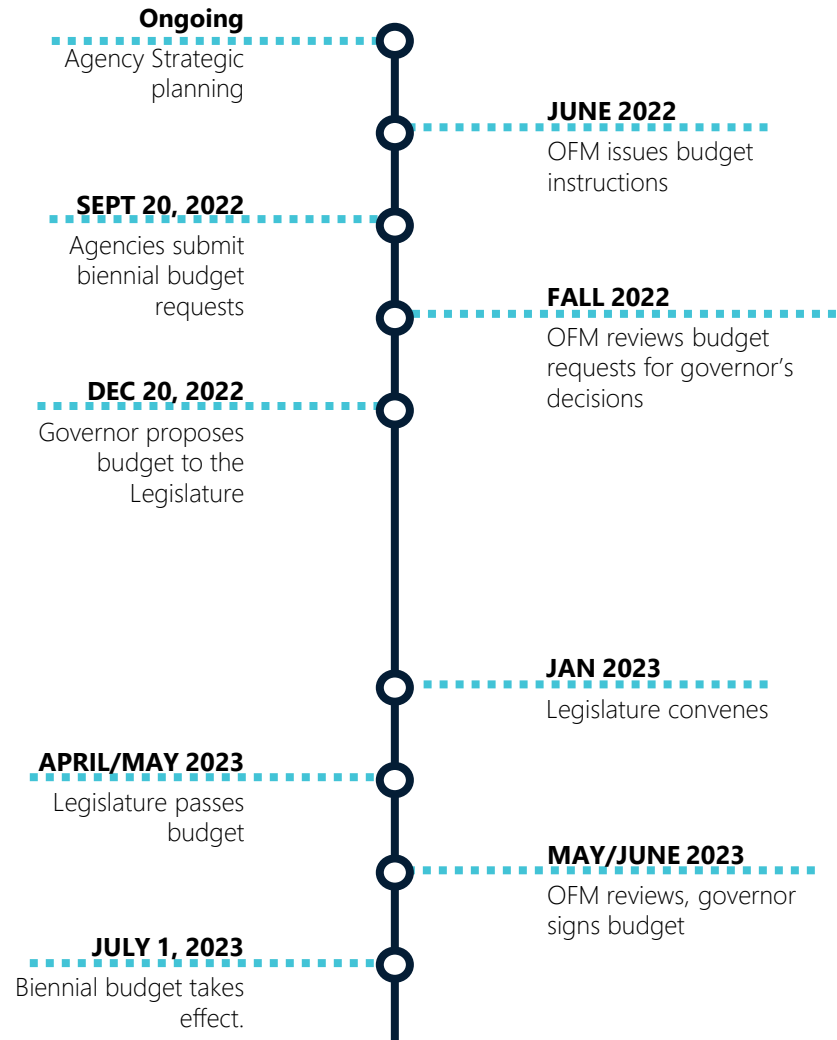 Ongoing
Agency Strategic
planning
JUNE 2022
OFM issues budget
instructions
SEPT 20, 2022
Agencies submit
biennial budget
requests
FALL 2022
OFM reviews budget
requests for governor’s
decisions
DEC 20, 2022
Governor proposes
budget to the
Legislature
JAN 2023
Legislature convenes
APRIL/MAY 2023
Legislature passes
budget
MAY/JUNE 2023
OFM reviews, governor
signs budget
JULY 1, 2023
Biennial budget takes
effect.